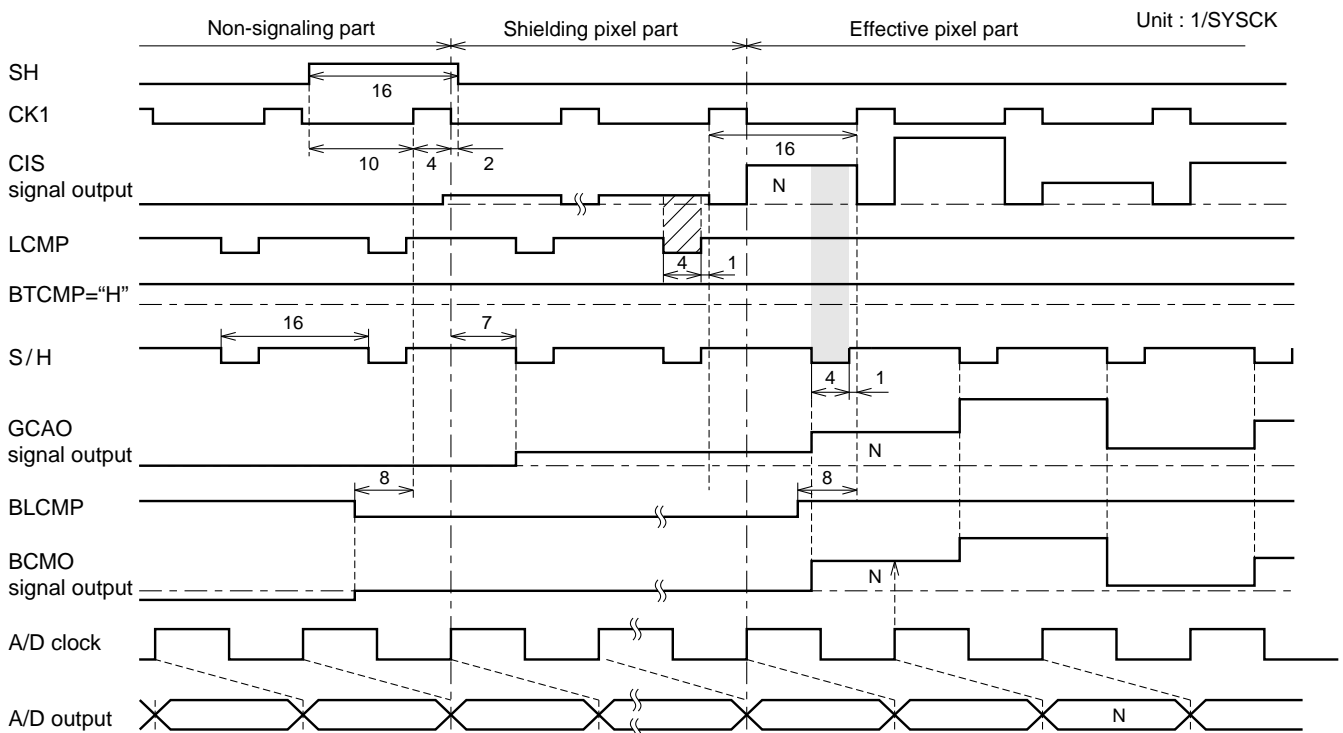 Unit : 1/SYSCK
Non-signaling part
Shielding pixel part
Effective pixel part
SH
16
CK1
10
4
2
16
CIS
signal output
N
LCMP
4
1
BTCMP="H"
16
7
S/H
4
1
GCAO
signal output
N
8
8
BLCMP
BCMO
signal output
N
A/D clock
A/D output
N